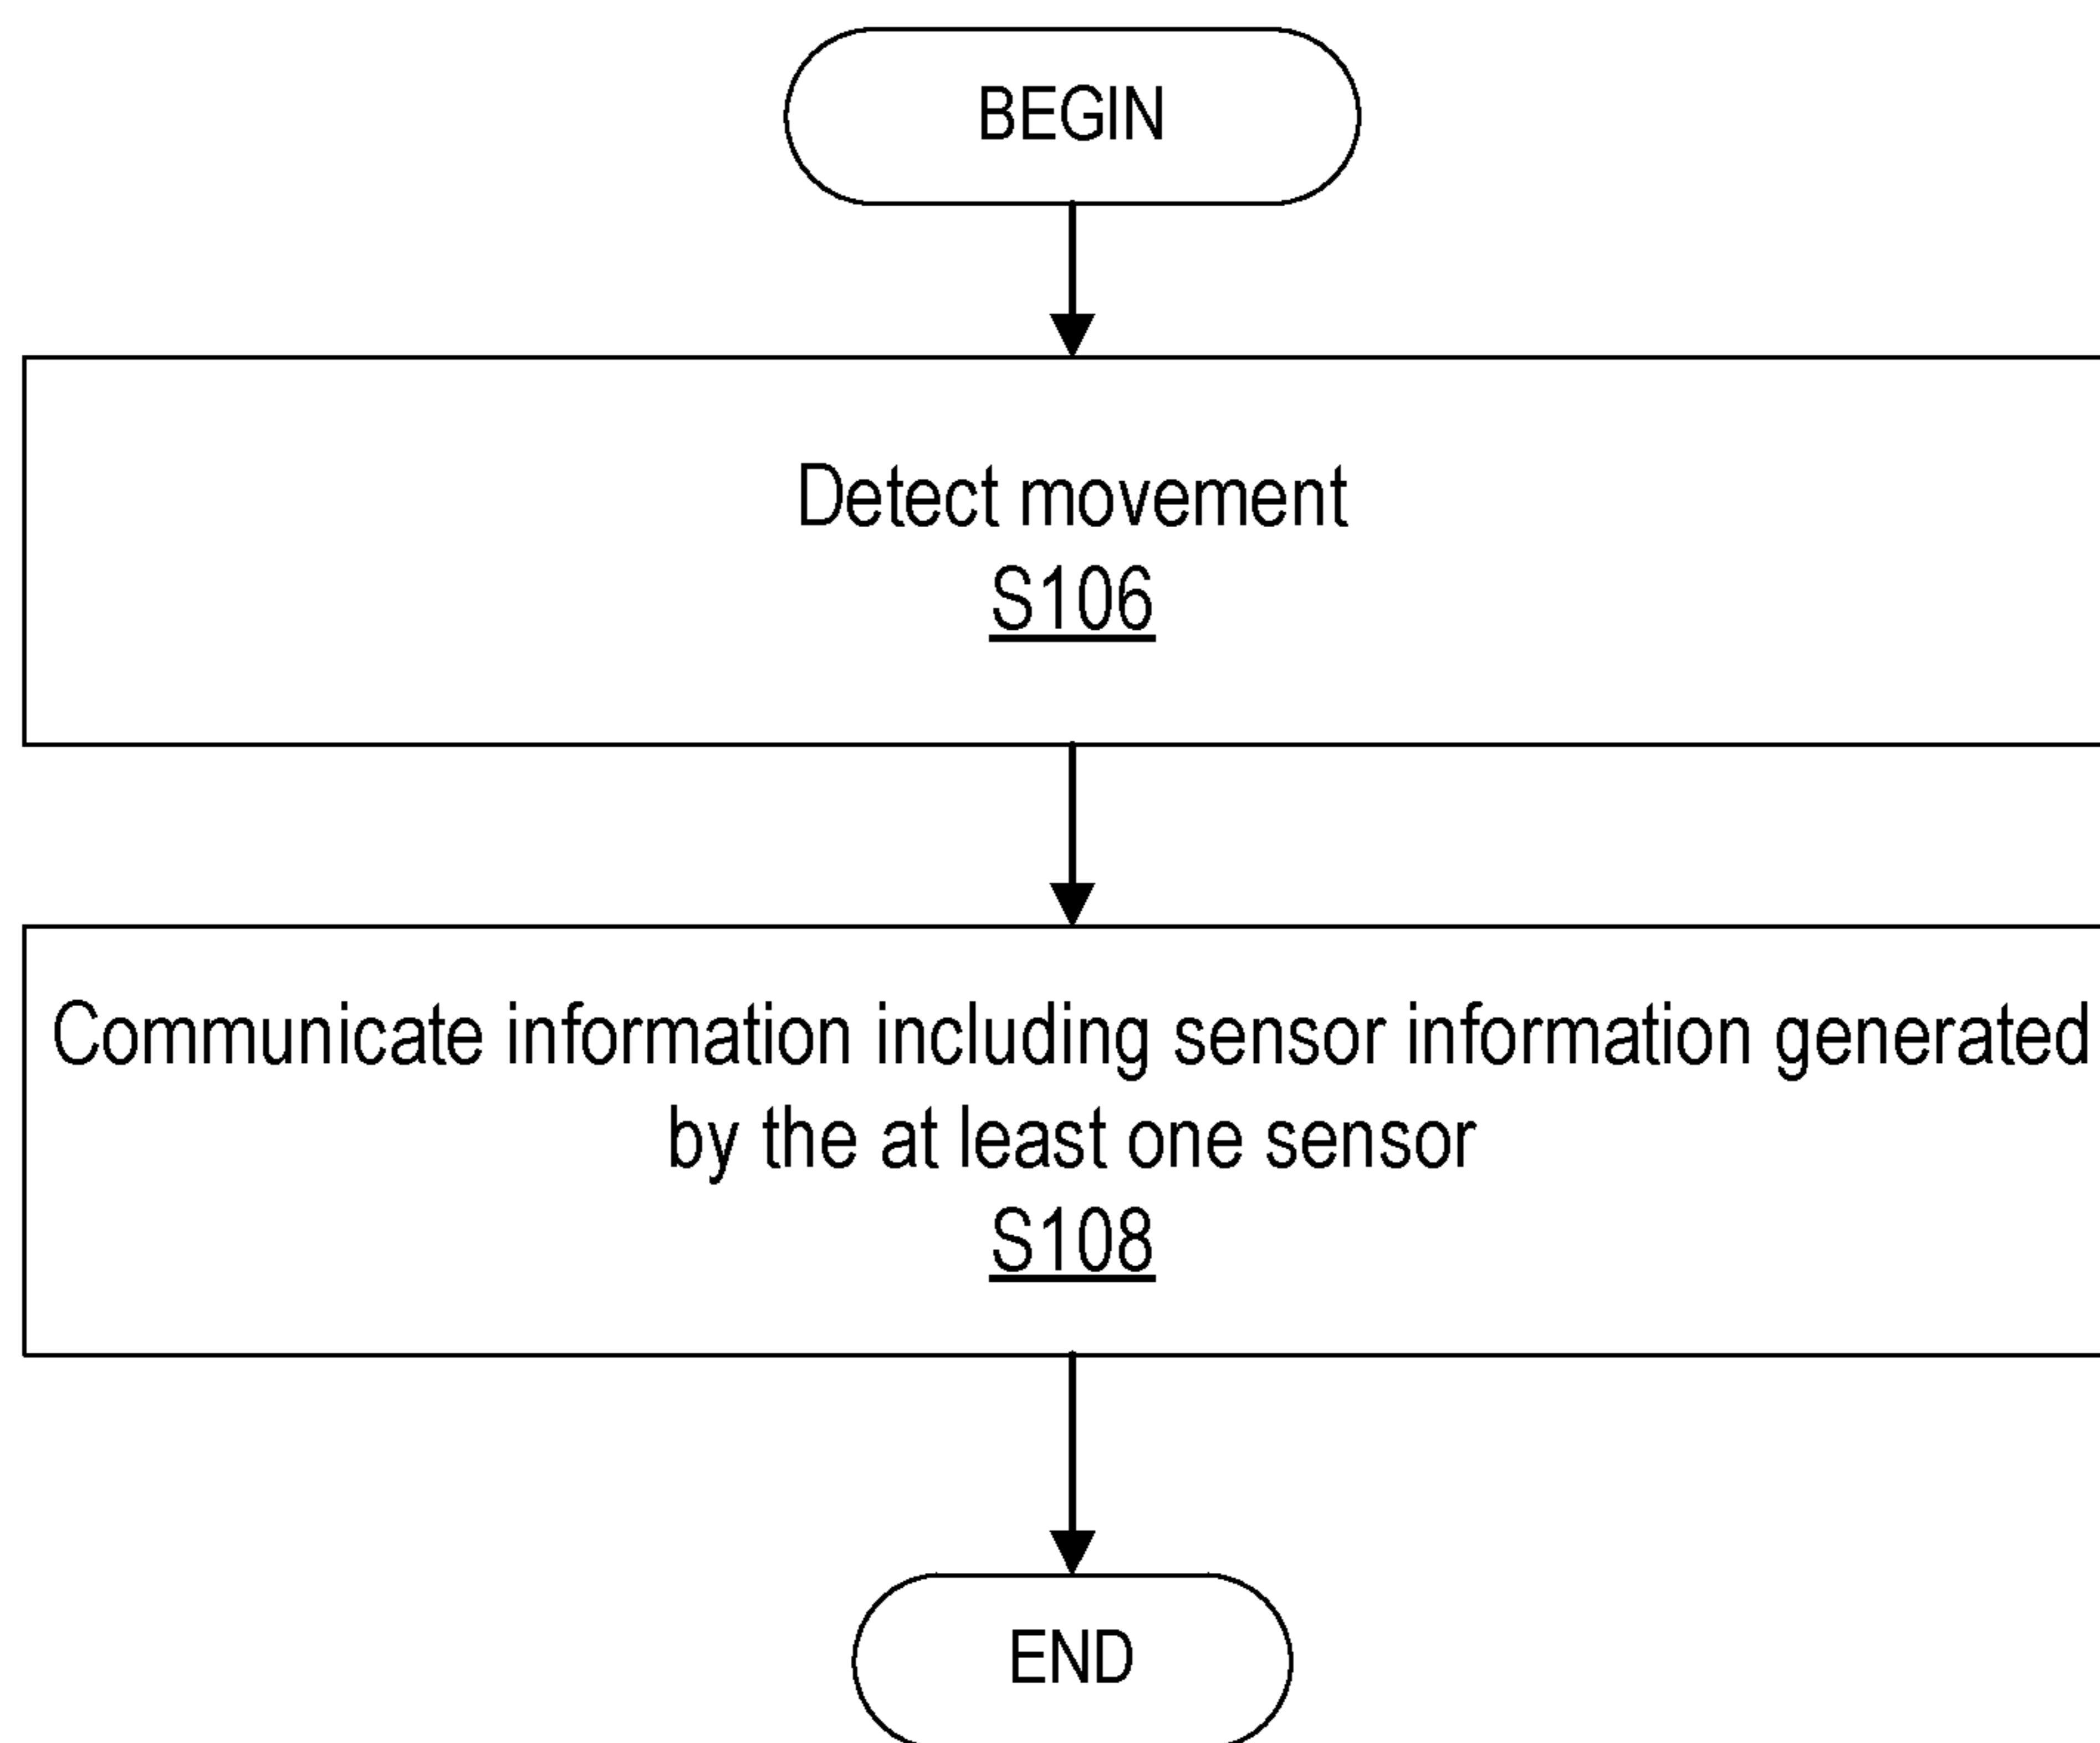 BEGIN
Detect movement
S106
Communicate information including sensor information generated
by the at least one sensor
S108
END